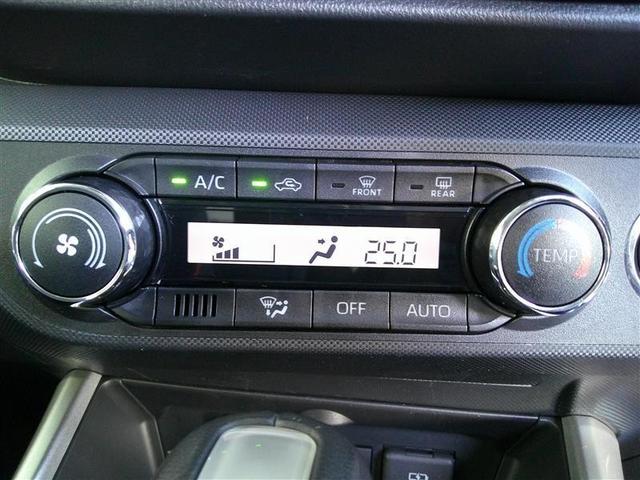 A/C
FRONT
REAR
25.0
TEMP
OFF
AUTO